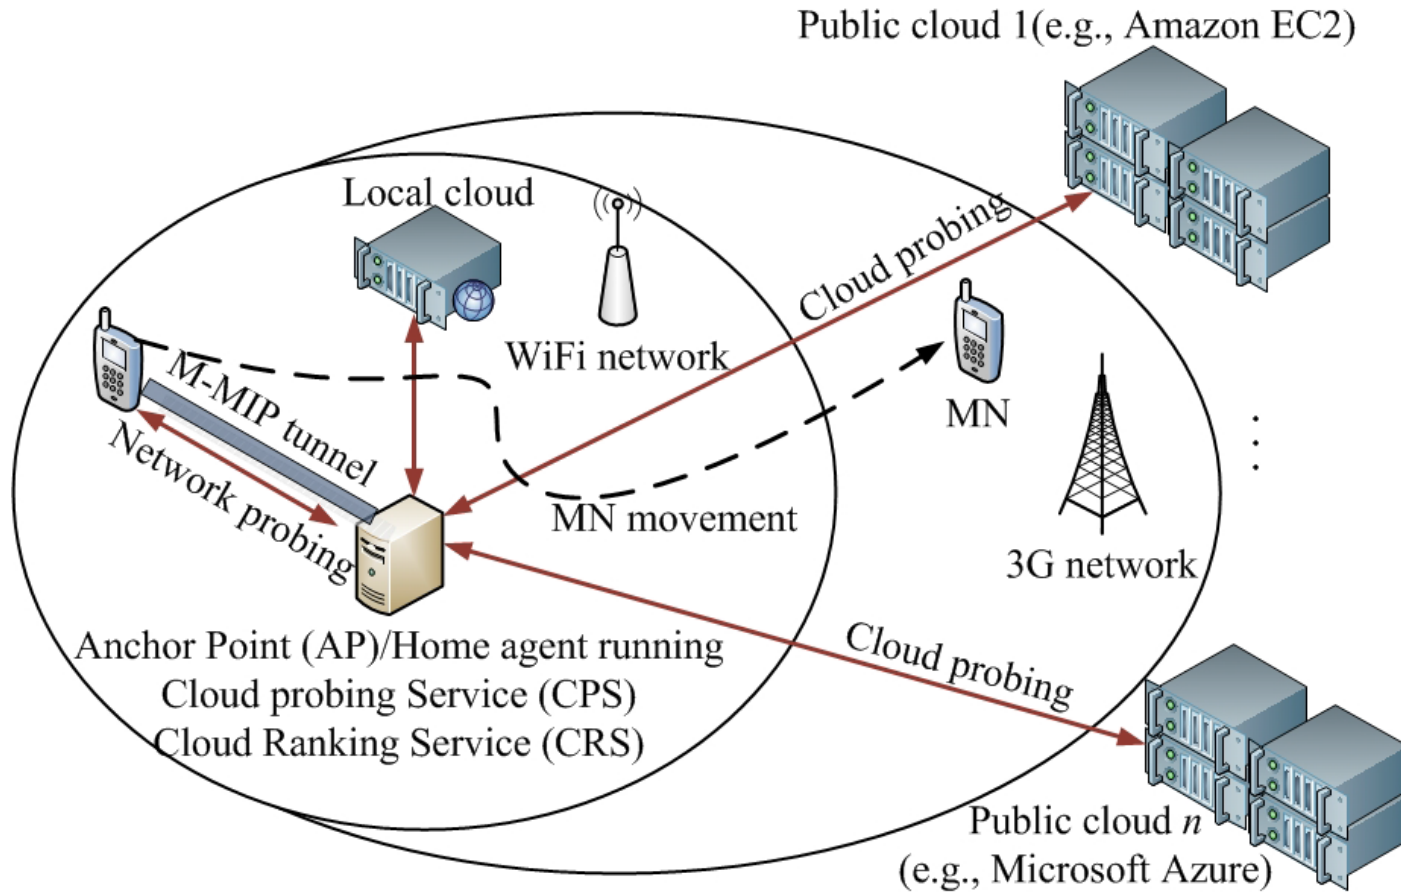 Public cloud 1(e.g., Amazon EC2)
Local cloud
WiFi network
Cloud probing
M-MIP tunnel
Network probing
MN
MN movement
3G network
Anchor Point (AP)/Home agent running
Cloud probing Service (CPS)
Cloud Ranking Service (CRS)
Cloud probing
Public cloud n
(e.g., Microsoft Azure)